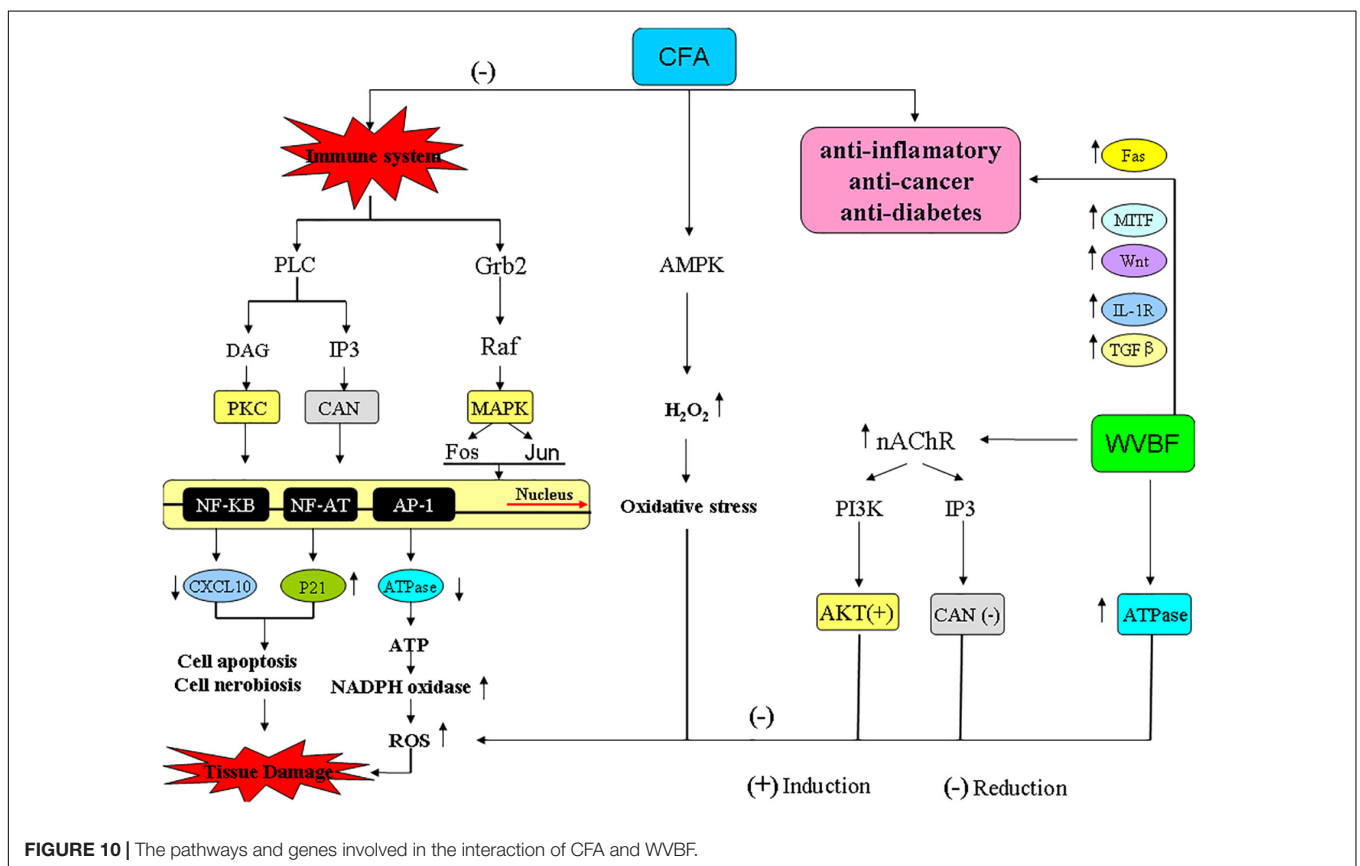 CFA
(-)
Immune system
anti-inflamatory
anti-cancer
anti-diabetes
↑ Fas
↑ MITF
↑ Wnt
↑ IL-1R
↑ TGF β
PLC
Grb2
AMPK
DAG
IP3
Raf
PKC
CAN
MAPK
H₂O₂ ↑
Fos
Jun
↑ nAChR
WVBF
NF-KB
NF-AT
AP-1
Nucleus
Oxidative stress
PI3K
IP3
↓ CXCL10
P21 ↑
ATPase ↓
AKT(+)
CAN (-)
↑ ATPase
ATP
Cell apoptosis
Cell nerobiosis
NADPH oxidase ↑
ROS ↑
(-)
Tissue Damage
(+) Induction
(-) Reduction
FIGURE 10 | The pathways and genes involved in the interaction of CFA and WVBF.